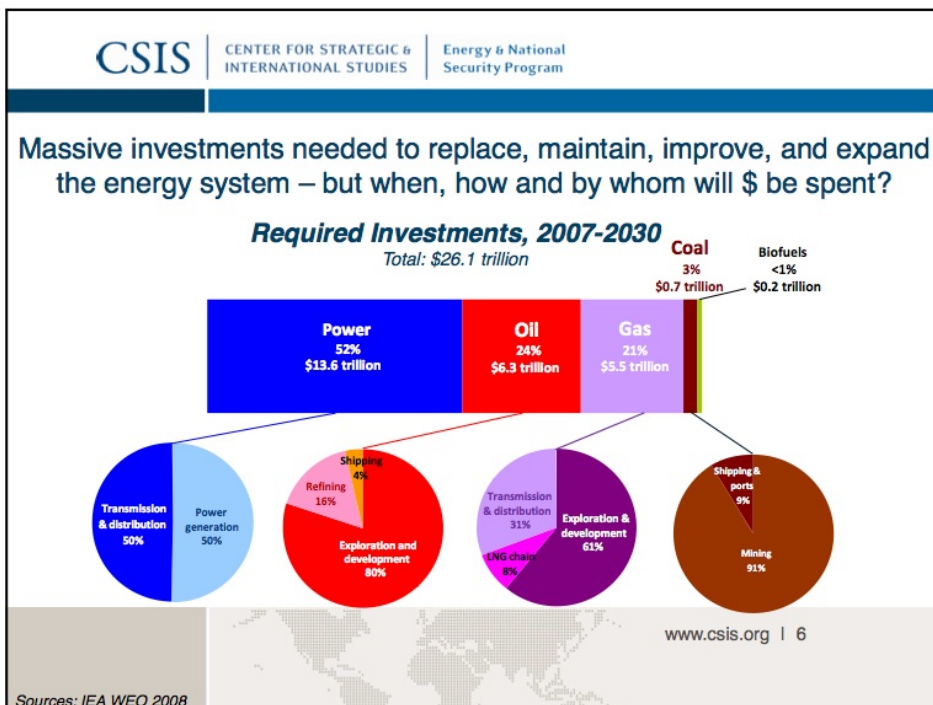 CSIS
CENTER FOR STRATEGIC &
INTERNATIONAL STUDIES
Energy & National
Security Program
Massive investments needed to replace, maintain, improve, and expand
the energy system – but when, how and by whom will $ be spent?
Required Investments, 2007-2030
Total: $26.1 trillion
Coal
3%
$0.7 trillion
Biofuels
<1%
$0.2 trillion
Power
52%
$13.6 trillion
Oil
24%
$6.3 trillion
Gas
21%
$5.5 trillion
Transmission
& distribution
50%
Power
generation
50%
Shipping
4%
Refining
16%
Exploration and
development
80%
Transmission
& distribution
31%
LNG chain
8%
Exploration &
development
61%
Shipping &
ports
9%
Mining
91%
www.csis.org | 6
Sources: IEA WEO 2008